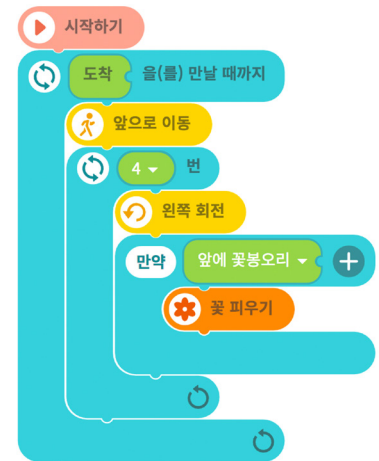 시작하기
도착 을(를) 만날 때까지
앞으로 이동
4 번
왼쪽 회전
만약 앞에 꽃봉오리
꽃 피우기